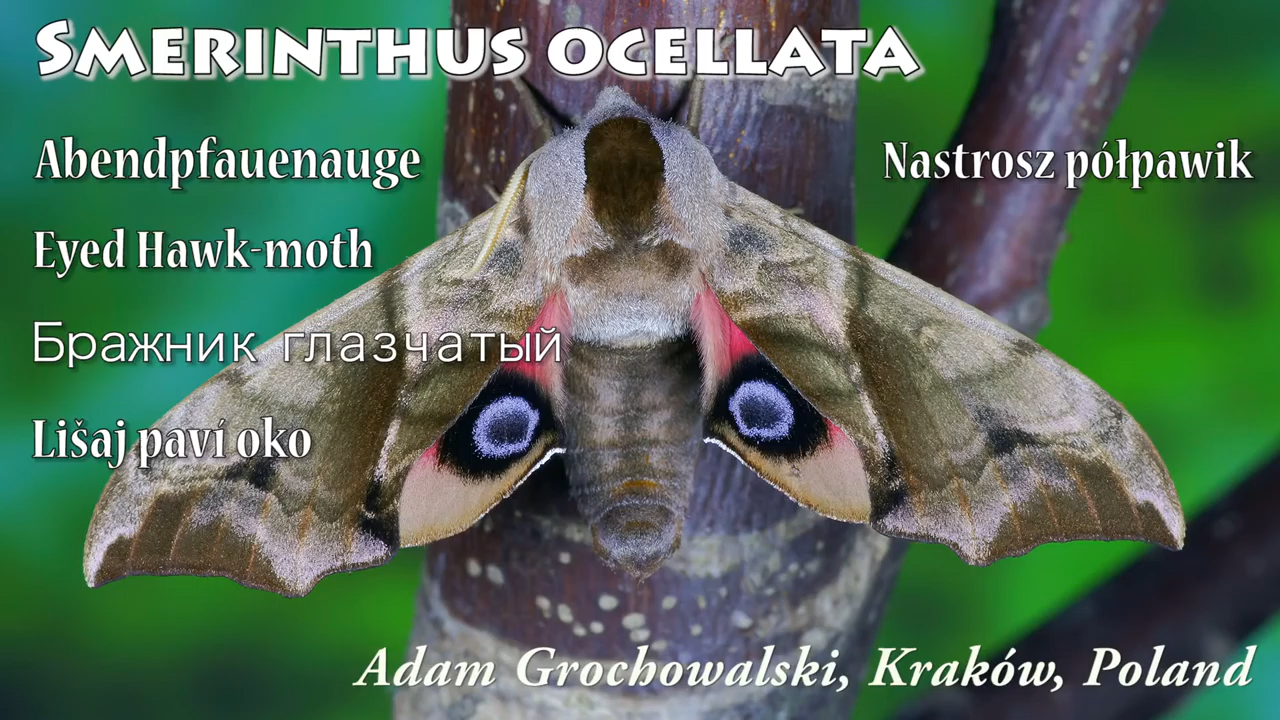 Smerinthus ocellata
Abendpfauenauge
Nastrosz półpawik
Eyed Hawk-moth
Бражник глазчатый
Lišaj paví oko
Adam Grochowalski, Kraków, Poland